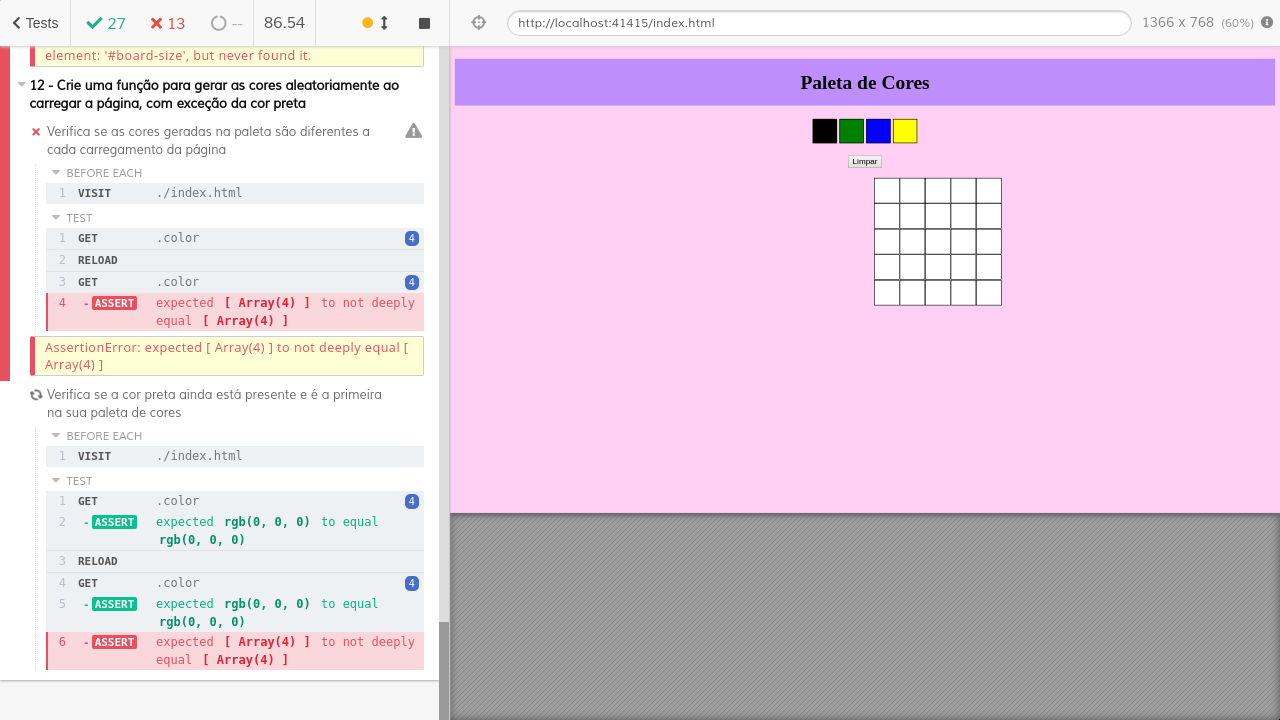 Tests
27
13
--
86.54
http://localhost:41415/index.html
1366 x 768 (60%)
element: '#board-size', but never found it.
12 - Crie uma função para gerar as cores aleatoriamente ao
carregar a página, com exceção da cor preta
Verifica se as cores geradas na paleta são diferentes a
cada carregamento da página
BEFORE EACH
1 VISIT ./index.html
TEST
1 GET .color 4
2 RELOAD
3 GET .color 4
4 -ASSERT expected [ Array(4) ] to not deeply
equal [ Array(4) ]
AssertionError: expected [ Array(4) ] to not deeply equal [
Array(4) ]
Verifica se a cor preta ainda está presente e é a primeira
na sua paleta de cores
BEFORE EACH
1 VISIT ./index.html
TEST
1 GET .color 4
2 -ASSERT expected rgb(0, 0, 0) to equal
rgb(0, 0, 0)
3 RELOAD
4 GET .color 4
5 -ASSERT expected rgb(0, 0, 0) to equal
rgb(0, 0, 0)
6 -ASSERT expected [ Array(4) ] to not deeply
equal [ Array(4) ]
Paleta de Cores
Limpar